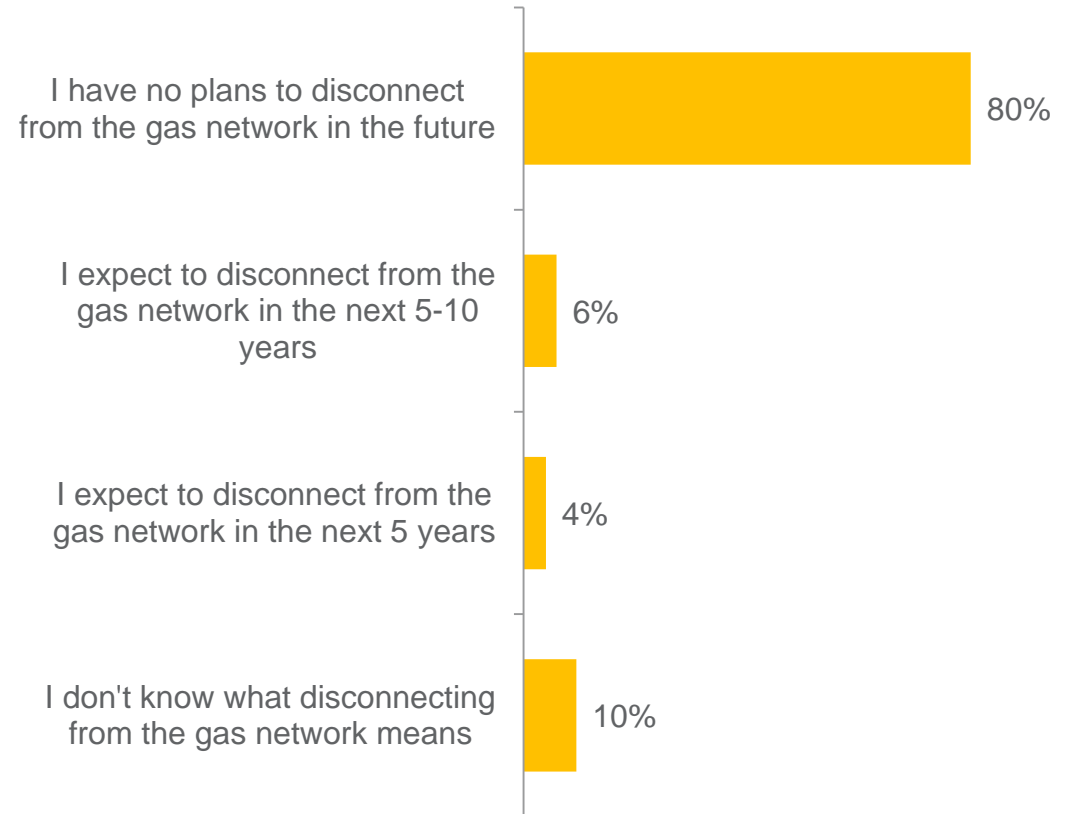 I have no plans to disconnect
from the gas network in the future
80%
I expect to disconnect from the
gas network in the next 5-10
years
6%
I expect to disconnect from the
gas network in the next 5 years
4%
I don't know what disconnecting
from the gas network means
10%